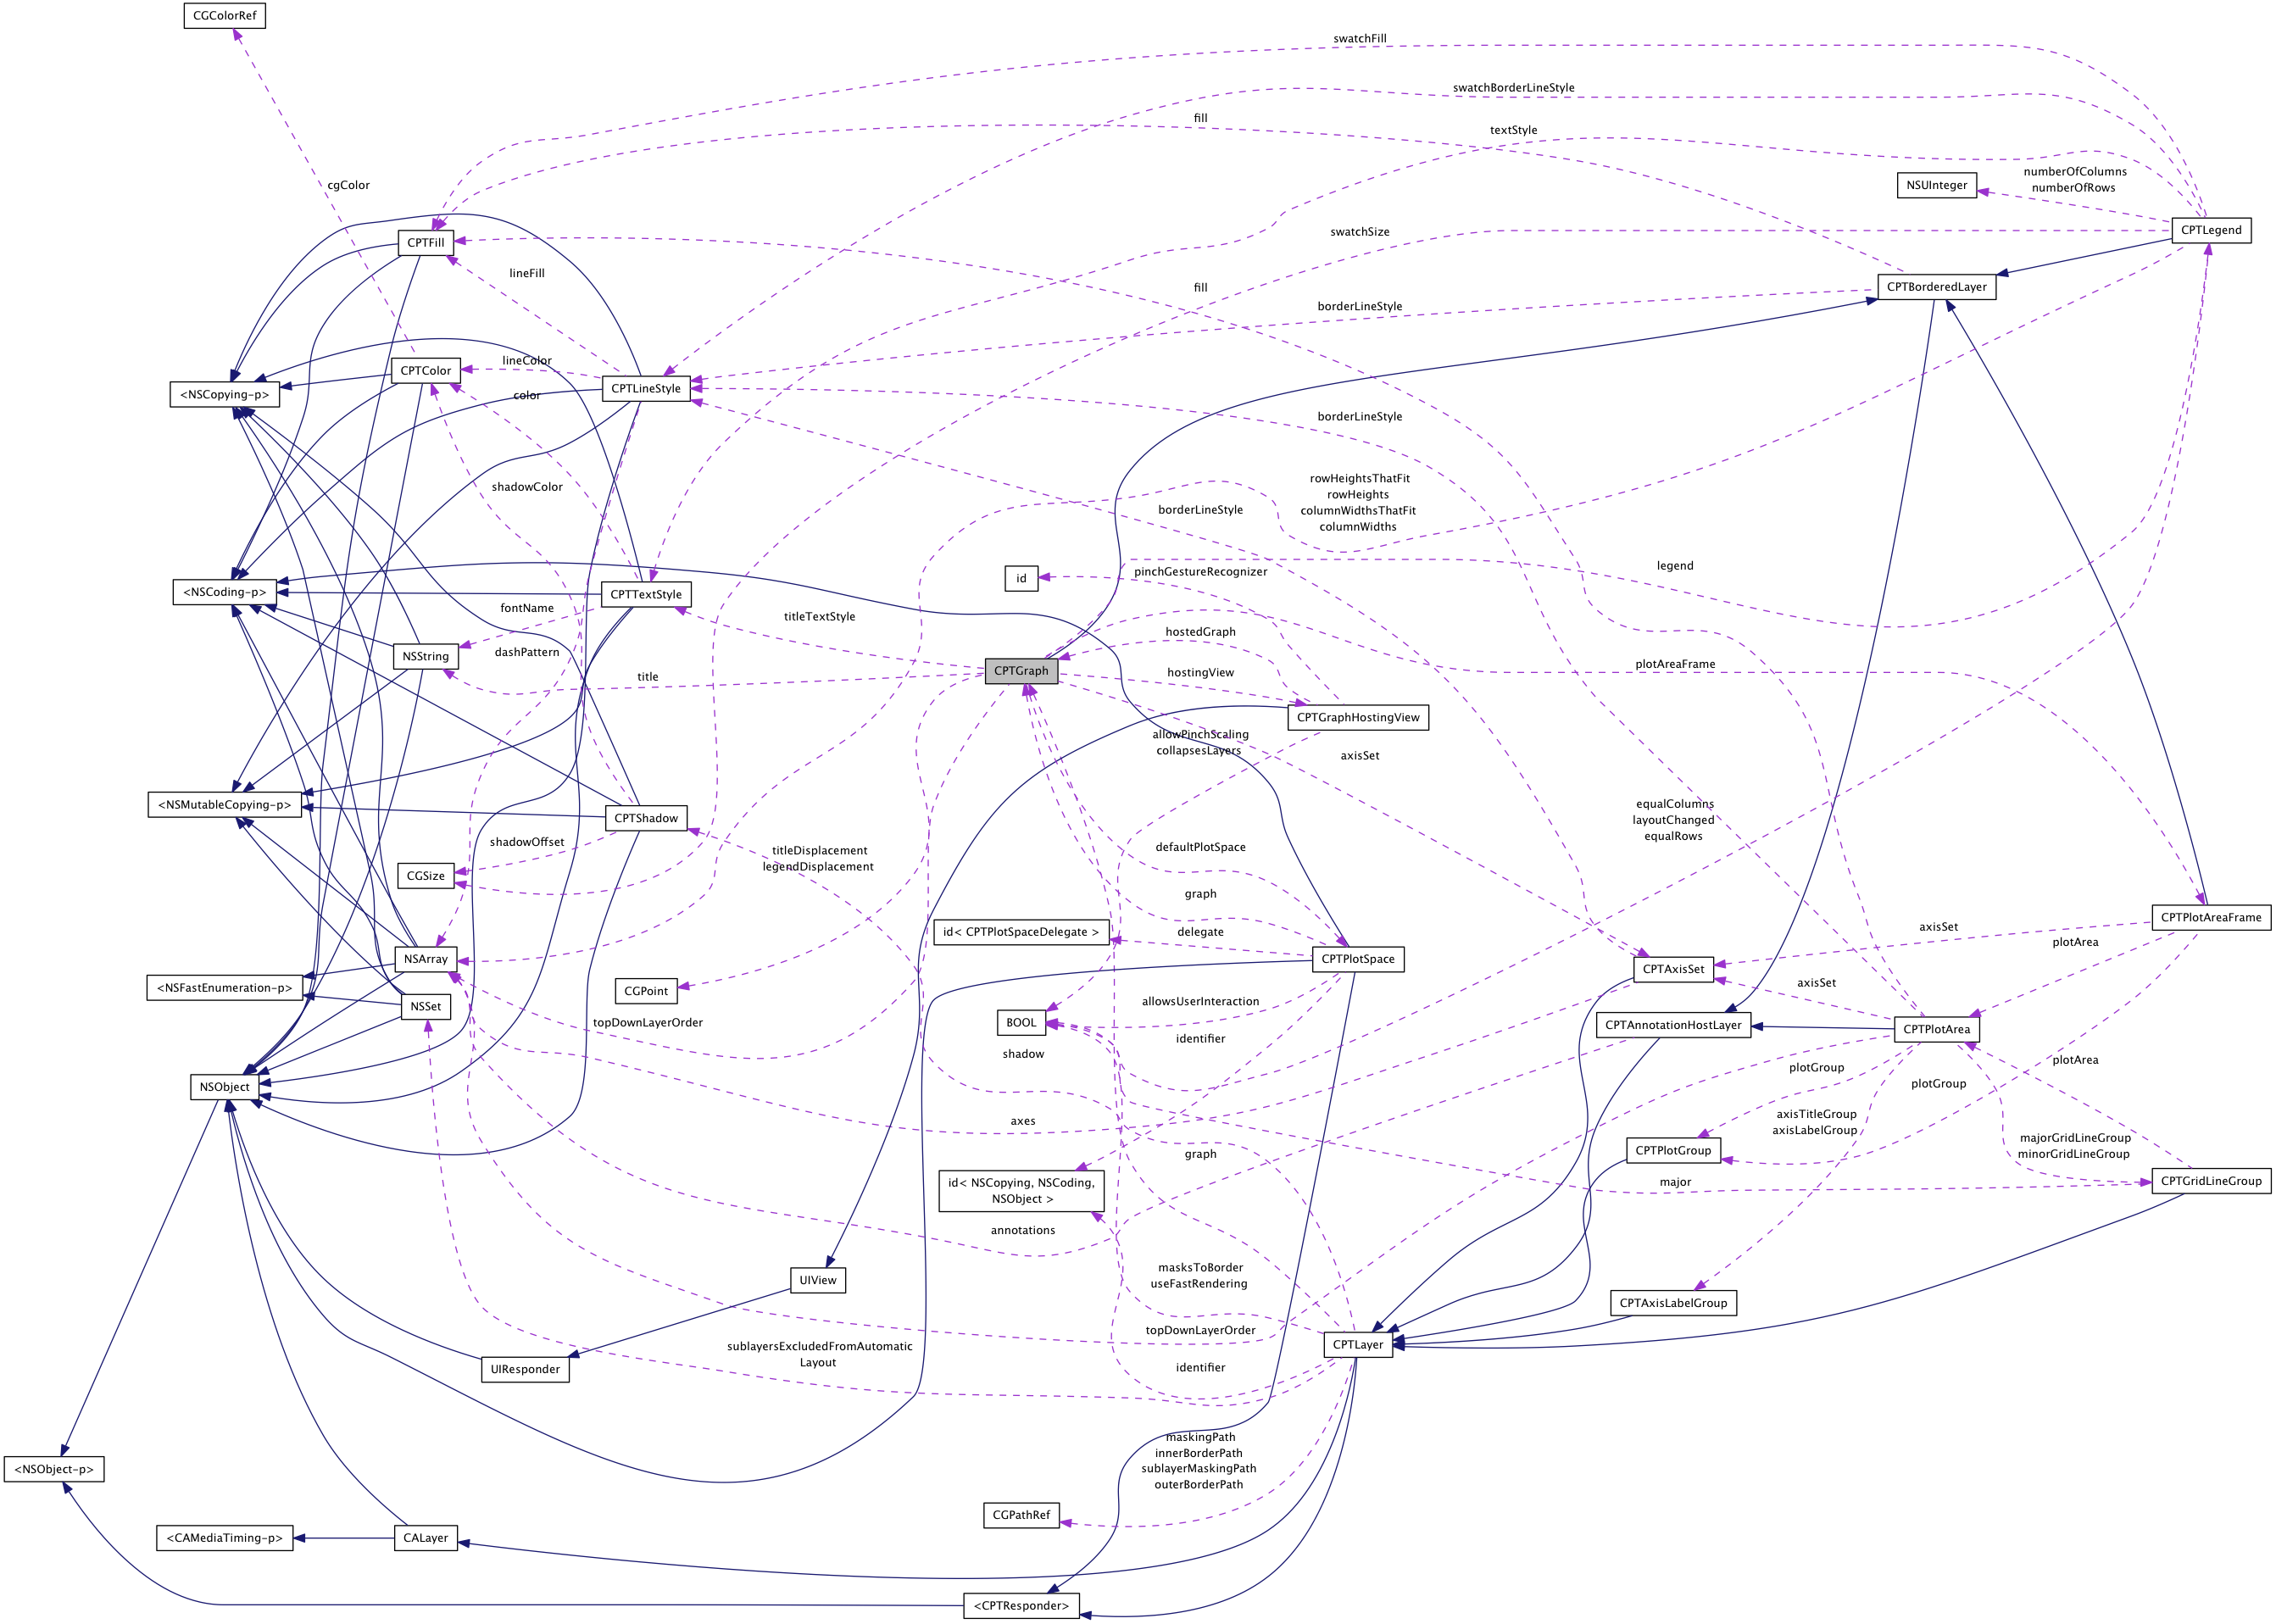 CGColorRef
swatchFill
swatchBorderLineStyle
fill
textStyle
cgColor
NSUInteger
numberOfColumns
numberOfRows
CPTLegend
CPTFill
swatchSize
lineFill
fill
CPTBorderedLayer
borderLineStyle
CPTColor
lineColor
CPTLineStyle
<NSCopying-p>
color
borderLineStyle
shadowColor
rowHeightsThatFit
rowHeights
columnWidthsThatFit
columnWidths
borderLineStyle
legend
id
pinchGestureRecognizer
<NSCoding-p>
CPTTextStyle
fontName
titleTextStyle
hostedGraph
NSString
dashPattern
CPTGraph
plotAreaFrame
title
hostingView
CPTGraphHostingView
allowPinchScaling
collapsesLayers
axisSet
<NSMutableCopying-p>
CPTShadow
equalColumns
layoutChanged
equalRows
shadowOffset
titleDisplacement
legendDisplacement
defaultPlotSpace
CGSize
graph
CPTPlotAreaFrame
id< CPTPlotSpaceDelegate >
delegate
axisSet
plotArea
NSArray
CPTPlotSpace
CPTAxisSet
<NSFastEnumeration-p>
CGPoint
axisSet
NSSet
allowsUserInteraction
topDownLayerOrder
BOOL
identifier
CPTAnnotationHostLayer
CPTPlotArea
shadow
plotArea
plotGroup
NSObject
plotGroup
axes
axisTitleGroup
axisLabelGroup
graph
CPTPlotGroup
majorGridLineGroup
minorGridLineGroup
id< NSCopying, NSCoding,
NSObject >
major
CPTGridLineGroup
annotations
UIView
masksToBorder
useFastRendering
CPTAxisLabelGroup
topDownLayerOrder
CPTLayer
sublayersExcludedFromAutomatic
Layout
UIResponder
identifier
<NSObject-p>
maskingPath
innerBorderPath
sublayerMaskingPath
outerBorderPath
CGPathRef
<CAMediaTiming-p>
CALayer
<CPTResponder>